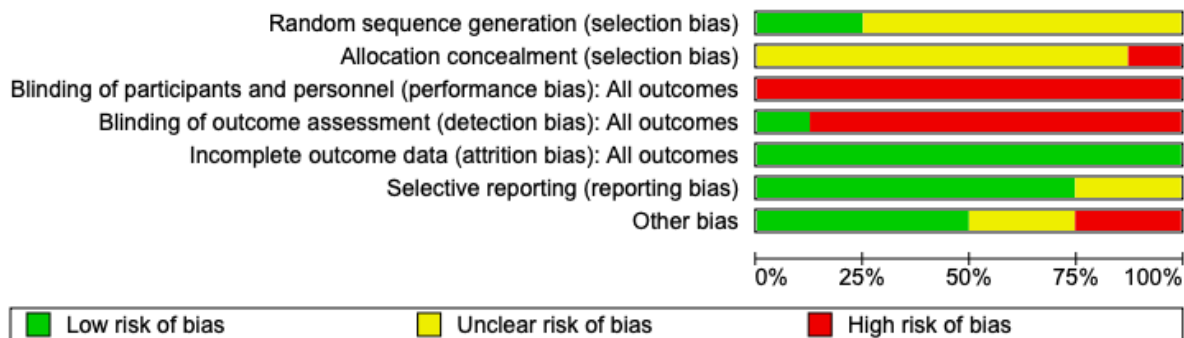 Random sequence generation (selection bias)
Allocation concealment (selection bias)
Blinding of participants and personnel (performance bias): All outcomes
Blinding of outcome assessment (detection bias): All outcomes
Incomplete outcome data (attrition bias): All outcomes
Selective reporting (reporting bias)
Other bias
0% 25% 50% 75% 100%
Low risk of bias Unclear risk of bias High risk of bias